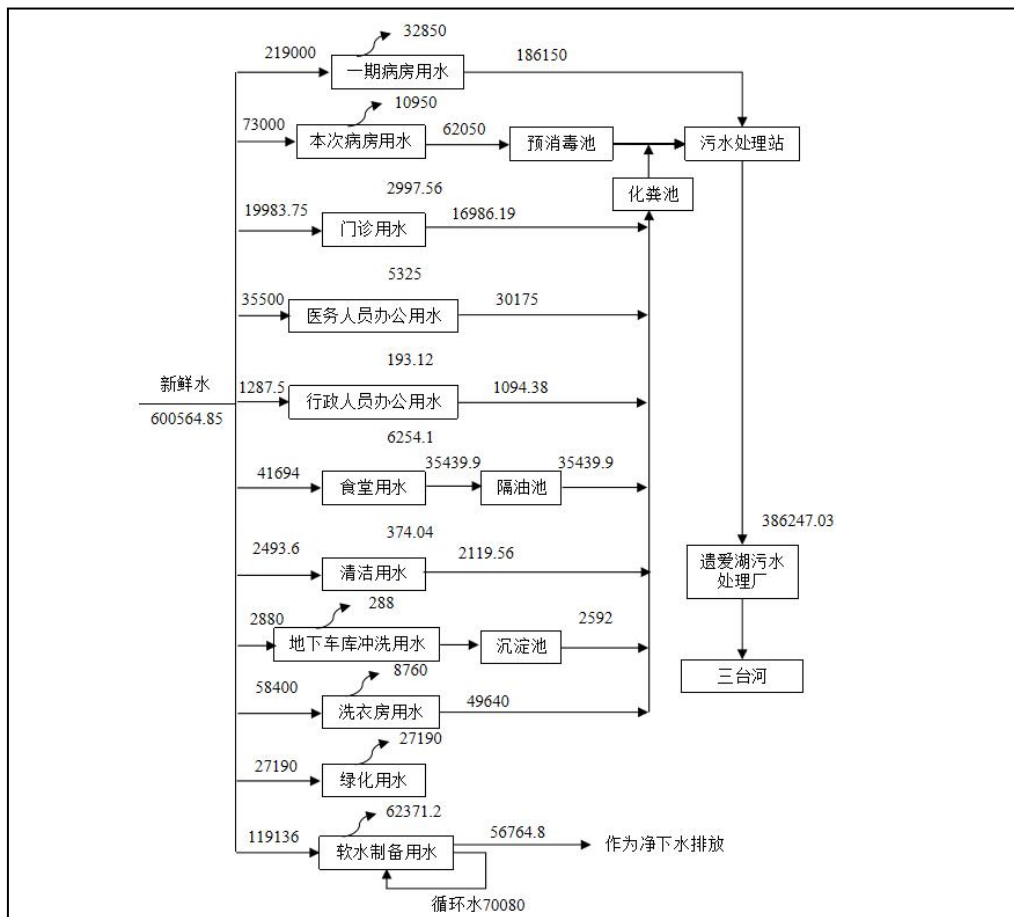 32850
219000
一期病房用水
186150
10950
73000
本次病房用水
62050
预消毒池
污水处理站
化粪池
2997.56
19983.75
门诊用水
16986.19
5325
35500
医务人员办公用水
30175
193.12
新鲜水
1287.5
行政人员办公用水
1094.38
600564.85
6254.1
41694
食堂用水
35439.9
隔油池
35439.9
386247.03
374.04
2493.6
清洁用水
2119.56
遗爱湖污水
处理厂
288
2880
地下车库冲洗用水
沉淀池
2592
三台河
8760
58400
洗衣房用水
49640
27190
27190
绿化用水
62371.2
119136
软水制备用水
56764.8
作为净下水排放
循环水70080